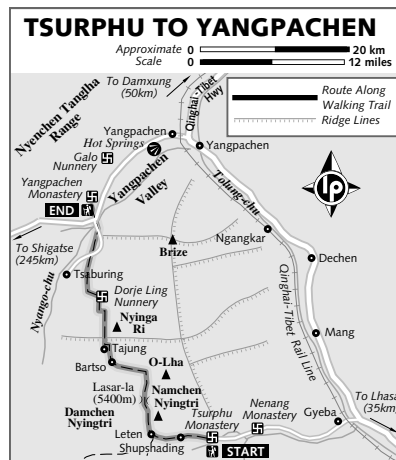 TSURPHU TO YANGPACHEN
Approximate 0 20 km
Scale 0 12 miles
To Damxung
(50km)
Qinghai-Tibet
Hwy
Route Along
Walking Trail
Ridge Lines
Nyenchen Tanglha
Range
Yangpachen
Hot Springs
Yangpachen
Galo
Nunnery
Yangpachen
Valley
Tolung-chu
lp
Yangpachen
Monastery
END
To Shigatse
(245km)
Brize
Ngangkar
Dechen
Tsaburing
Nyango-chu
Dorje Ling
Nunnery
Nyinga
Ri
Qinghai-Tibet
Rail Line
Mang
Tajung
Bartso
O-Lha
Lasar-la
(5400m)
Namchen
Nyingtri
Damchen
Nyingtri
Tsurphu
Monastery
Nenang
Monastery
Gyeba
To Lhasa
(35km)
Leten
Shupshading
START